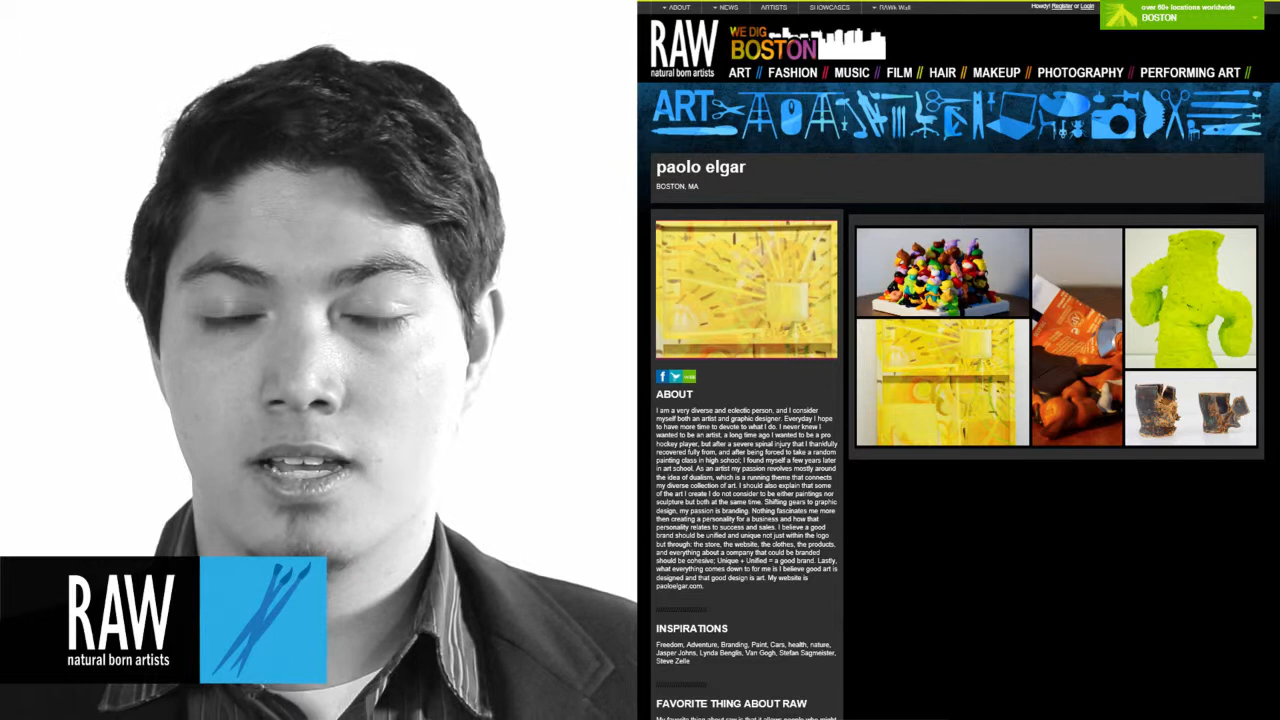 ABOUT NEWS ARTISTS SHOWCASES RAWk Wall
Howdy! Register or Login
over 60+ locations worldwide
BOSTON
RAW
natural born artists
WE DIG
BOSTON
ART // FASHION // MUSIC // FILM // HAIR // MAKEUP // PHOTOGRAPHY // PERFORMING ART //
ART
paolo elgar
BOSTON, MA
ABOUT
I am a very diverse and eclectic person, and I consider
myself both an artist and graphic designer. Everyday I hope
to have more time to devote to what I do. I never knew I
wanted to be an artist, a long time ago I wanted to be a pro
hockey player, but after a severe spinal injury that I thankfully
recovered fully from, and after being forced to take a random
painting class in high school; I found myself a few years later
in art school. As an artist my passion revolves mostly around
the idea of dualism, which is a running theme that connects
my diverse collection of art. I should also explain that some
of the art I create I do not consider to be either paintings nor
sculpture but both at the same time. Shifting gears to graphic
design, my passion is branding. Nothing fascinates me more
then creating a personality for a business and how that
personality relates to success and sales. I believe a good
brand should be unified and unique not just within the logo
but through: the store, the website, the clothes, the products,
and everything about a company that could be branded
should be cohesive; Unique + Unified = a good brand. Lastly,
what everything comes down to for me is I believe good art is
designed and that good design is art. My website is
paoloelgar.com.
INSPIRATIONS
Freedom, Adventure, Branding, Paint, Cars, health, nature,
Jasper Johns, Lynda Benglis, Van Gogh, Stefan Sagmeister,
Steve Zelle
FAVORITE THING ABOUT RAW
My favorite thing about raw is that it allows people who might
RAW
natural born artists